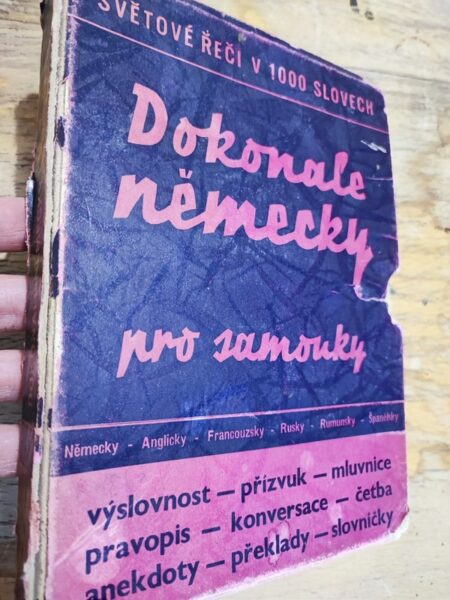 SVĚTOVÉ ŘEČI V 1000 SLOVECH
Dokonale
německy
pro samouky
Německy - Anglicky - Francouzsky - Rusky - Rumunsky - Španělsky
výslovnost — přízvuk — mluvnice
pravopis — konversace — četba
anekdoty — překlady — slovníčky